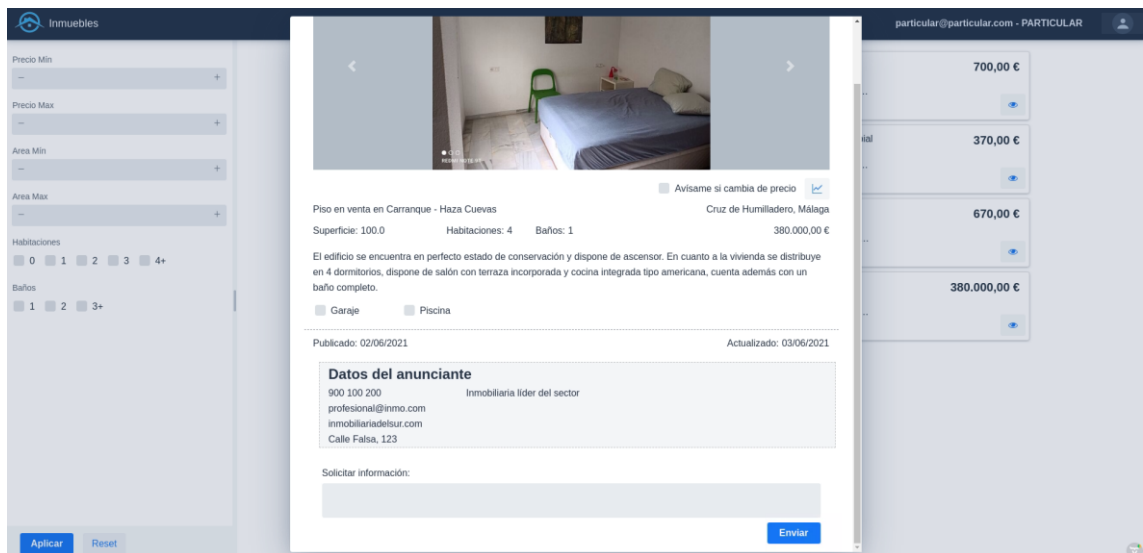 Inmuebles
particular@particular.com - PARTICULAR
Precio Mín
Precio Max
Area Mín
Area Max
Habitaciones
0 1 2 3 4+
Baños
1 2 3+
Aplicar Reset
Avísame si cambia de precio
Piso en venta en Carranque - Haza Cuevas Cruz de Humilladero, Málaga
Superficie: 100.0 Habitaciones: 4 Baños: 1 380.000,00 €
El edificio se encuentra en perfecto estado de conservación y dispone de ascensor. En cuanto a la vivienda se distribuye
en 4 dormitorios, dispone de salón con terraza incorporada y cocina integrada tipo americana, cuenta además con un
baño completo.
Garaje Piscina
Publicado: 02/06/2021 Actualizado: 03/06/2021
Datos del anunciante
900 100 200 Inmobiliaria líder del sector
profesional@inmo.com
inmobiliariadelsur.com
Calle Falsa, 123
Solicitar información:
Enviar
700,00 €
..
370,00 €
..
670,00 €
..
380.000,00 €
..